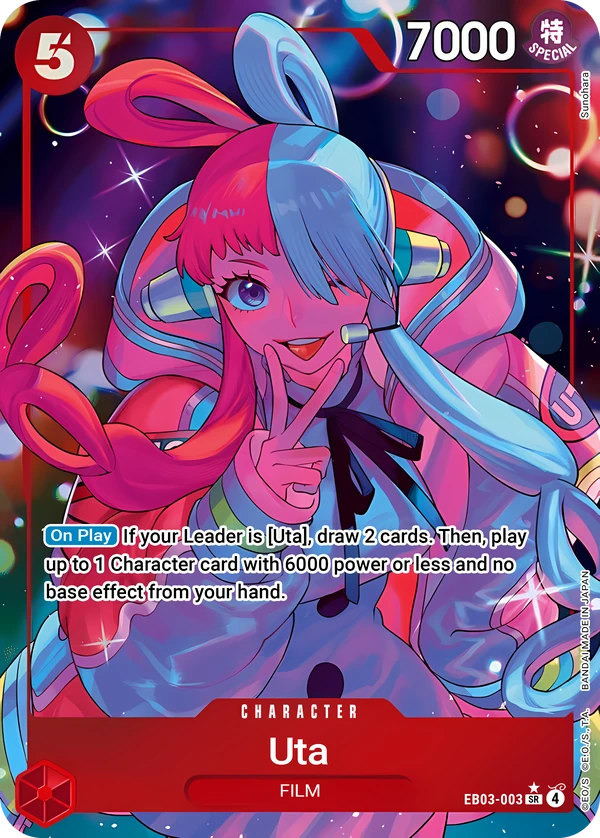 5
7000
特
SPECIAL
Sunohara
U
On Play If your Leader is [Uta], draw 2 cards. Then, play
up to 1 Character card with 6000 power or less and no
base effect from your hand.
CHARACTER
Uta
FILM
EB03-003 SR 4
©EO/S ©E.O./S.,T.A. BANDAI,MADE IN JAPAN